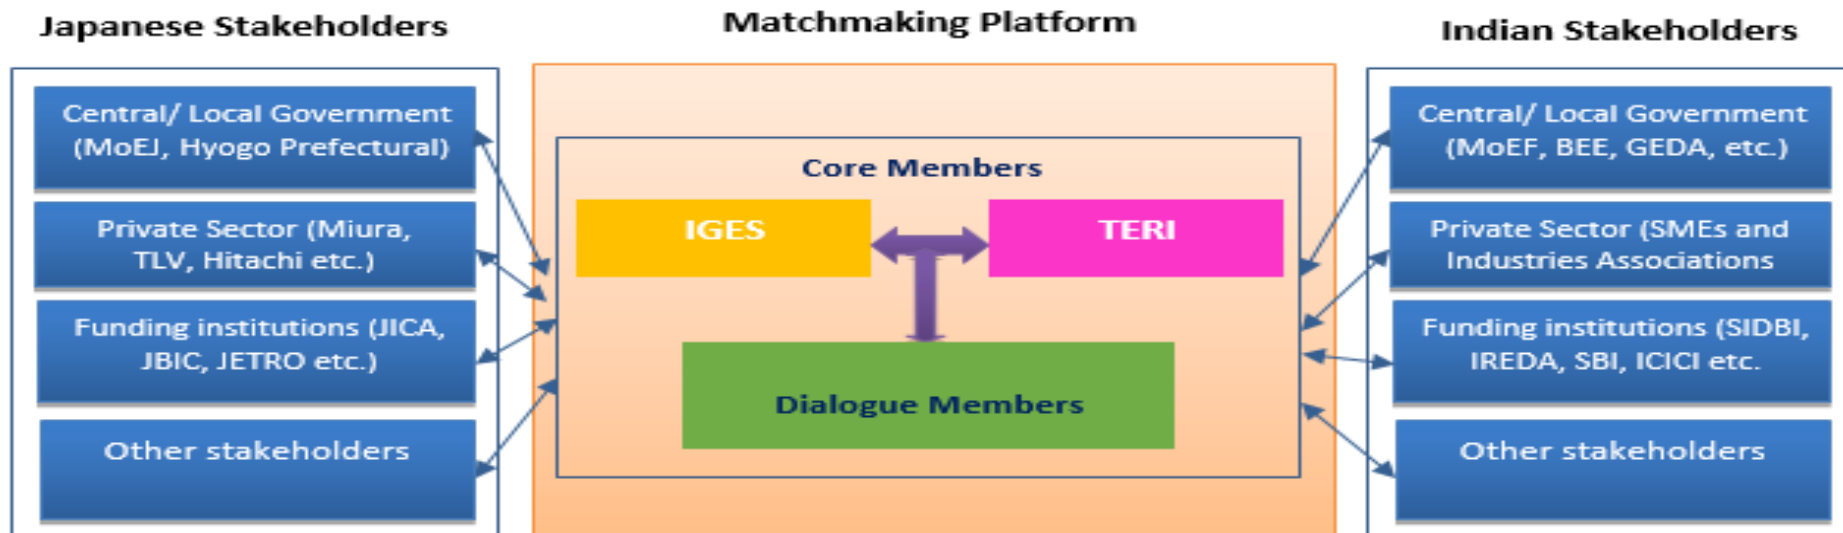 Japanese Stakeholders
Central/ Local Government
(MoEJ, Hyogo Prefectural)
Private Sector (Miura,
TLV, Hitachi etc.)
Funding institutions (JICA,
JBIC, JETRO etc.)
Other stakeholders
Matchmaking Platform
Core Members
IGES
TERI
Dialogue Members
Indian Stakeholders
Central/ Local Government
(MoEF, BEE, GEDA, etc.)
Private Sector (SMEs and
Industries Associations
Funding institutions (SIDBI,
IREDA, SBI, ICICI etc.
Other stakeholders